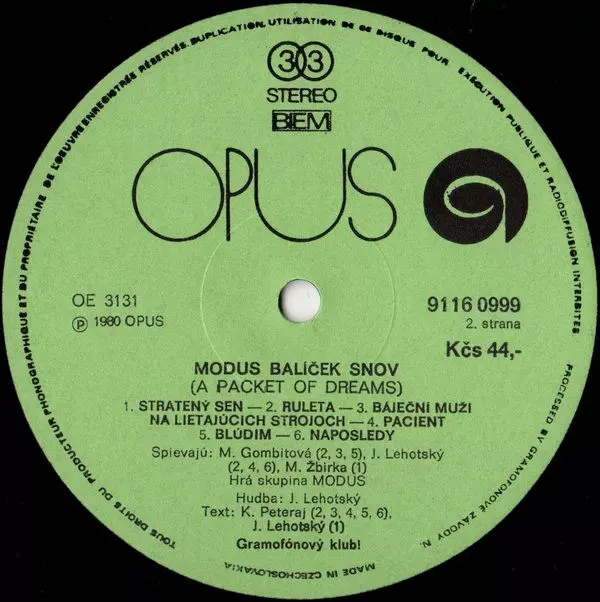 TOUS DROITS DU PRODUCTEUR PHONOGRAPHIQUE ET DU PROPRIÉTAIRE DE L'OEUVRE ENREGISTRÉE RÉSERVÉS. DUPLICATION, UTILISATION DE CE DISQUE POUR EXÉCUTION PUBLIQUE ET RADIODIFFUSION INTERDITES
33
STEREO
BIEM
OPUS
OE 3131
Ⓟ 1980 OPUS
9116 0999
2. strana
Kčs 44,-
MODUS BALÍČEK SNOV
(A PACKET OF DREAMS)
1. STRATENÝ SEN — 2. RULETA — 3. BÁJEČNÍ MUŽI
NA LIETAJÚCICH STROJOCH — 4. PACIENT
5. BLÚDIM — 6. NAPOSLEDY
Spievajú: M. Gombitová (2, 3, 5), J. Lehotský
(2, 4, 6), M. Žbirka (1)
Hrá skupina MODUS
Hudba: J. Lehotský
Text: K. Peteraj (2, 3, 4, 5, 6),
J. Lehotský (1)
Gramofónový klub!
PROCESSED BY GRAMOFONOVÉ ZÁVODY N.
MADE IN CZECHOSLOVAKIA